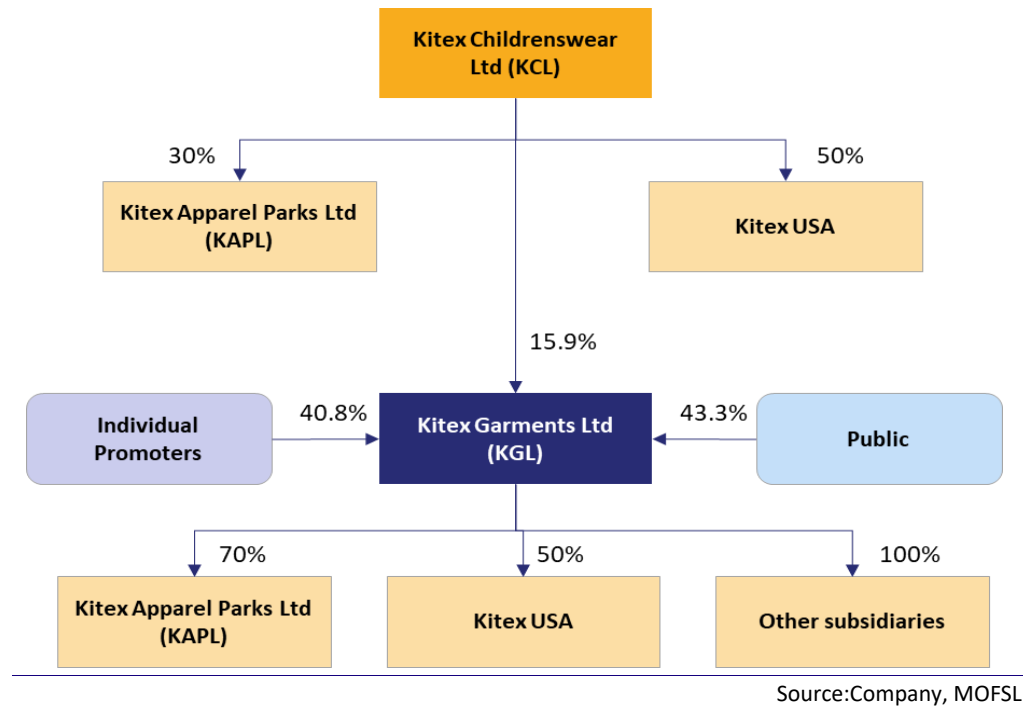 Kitex Childrenswear
Ltd (KCL)
30%
50%
Kitex Apparel Parks Ltd
(KAPL)
Kitex USA
15.9%
Individual
Promoters
40.8%
Kitex Garments Ltd
(KGL)
43.3%
Public
70%
50%
100%
Kitex Apparel Parks Ltd
(KAPL)
Kitex USA
Other subsidiaries
Source:Company, MOFSL